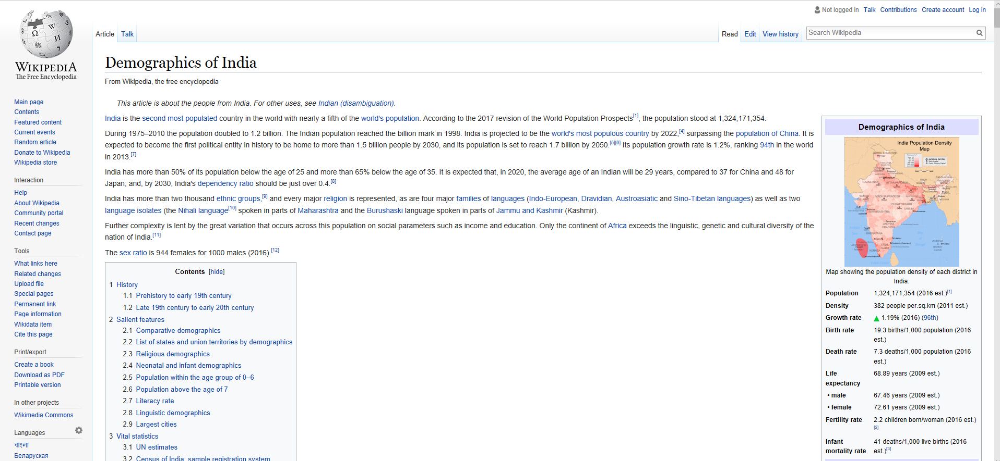 Not logged in Talk Contributions Create account Log in
Article Talk
Read Edit View history Search Wikipedia
WIKIPEDIA
The Free Encyclopedia
Main page
Contents
Featured content
Current events
Random article
Donate to Wikipedia
Wikipedia store
Interaction
Help
About Wikipedia
Community portal
Recent changes
Contact page
Tools
What links here
Related changes
Upload file
Special pages
Permanent link
Page information
Wikidata item
Cite this page
Print/export
Create a book
Download as PDF
Printable version
In other projects
Wikimedia Commons
Languages
বাংলা
Беларуская
Demographics of India
From Wikipedia, the free encyclopedia
This article is about the people from India. For other uses, see Indian (disambiguation).
India is the second most populated country in the world with nearly a fifth of the world's population. According to the 2017 revision of the World Population Prospects[1], the population stood at 1,324,171,354.
During 1975–2010 the population doubled to 1.2 billion. The Indian population reached the billion mark in 1998. India is projected to be the world's most populous country by 2022,[4] surpassing the population of China. It is
expected to become the first political entity in history to be home to more than 1.5 billion people by 2030, and its population is set to reach 1.7 billion by 2050.[5][6] Its population growth rate is 1.2%, ranking 94th in the world
in 2013.[7]
India has more than 50% of its population below the age of 25 and more than 65% below the age of 35. It is expected that, in 2020, the average age of an Indian will be 29 years, compared to 37 for China and 48 for
Japan; and, by 2030, India's dependency ratio should be just over 0.4.[8]
India has more than two thousand ethnic groups,[9] and every major religion is represented, as are four major families of languages (Indo-European, Dravidian, Austroasiatic and Sino-Tibetan languages) as well as two
language isolates (the Nihali language[10] spoken in parts of Maharashtra and the Burushaski language spoken in parts of Jammu and Kashmir (Kashmir).
Further complexity is lent by the great variation that occurs across this population on social parameters such as income and education. Only the continent of Africa exceeds the linguistic, genetic and cultural diversity of the
nation of India.[11]
The sex ratio is 944 females for 1000 males (2016).[12]
Contents [hide]
1 History
1.1 Prehistory to early 19th century
1.2 Late 19th century to early 20th century
2 Salient features
2.1 Comparative demographics
2.2 List of states and union territories by demographics
2.3 Religious demographics
2.4 Neonatal and infant demographics
2.5 Population within the age group of 0–6
2.6 Population above the age of 7
2.7 Literacy rate
2.8 Linguistic demographics
2.9 Largest cities
3 Vital statistics
3.1 UN estimates
3.2 Census of India: sample registration system
Demographics of India
India Population Density
Map
Map showing the population density of each district in
India.
Population 1,324,171,354 (2016 est.)[1]
Density 382 people per.sq.km (2011 est.)
Growth rate ▲ 1.19% (2016) (96th)
Birth rate 19.3 births/1,000 population (2016
est.)
Death rate 7.3 deaths/1,000 population (2016
est.)
Life
expectancy 68.89 years (2009 est.)
• male 67.46 years (2009 est.)
• female 72.61 years (2009 est.)
Fertility rate 2.2 children born/woman (2016 est.)
[2]
Infant
mortality rate 41 deaths/1,000 live births (2016
est.)[3]